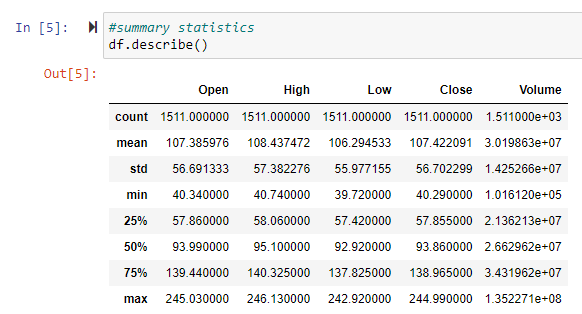 In [5]: #summary statistics
df.describe()
Out[5]:
Open High Low Close Volume
count 1511.000000 1511.000000 1511.000000 1511.000000 1.511000e+03
mean 107.385976 108.437472 106.294533 107.422091 3.019863e+07
std 56.691333 57.382276 55.977155 56.702299 1.425266e+07
min 40.340000 40.740000 39.720000 40.290000 1.016120e+05
25% 57.860000 58.060000 57.420000 57.855000 2.136213e+07
50% 93.990000 95.100000 92.920000 93.860000 2.662962e+07
75% 139.440000 140.325000 137.825000 138.965000 3.431962e+07
max 245.030000 246.130000 242.920000 244.990000 1.352271e+08